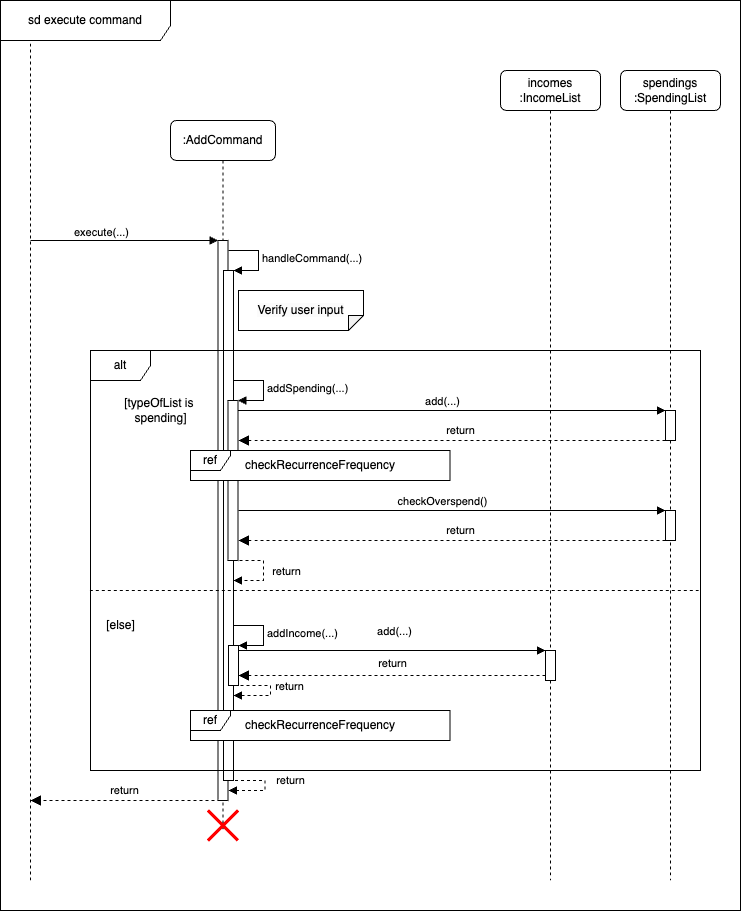 sd execute command
incomes
:IncomeList
spendings
:SpendingList
:AddCommand
execute(...)
handleCommand(...)
Verify user input
alt
addSpending(...)
[typeOfList is
spending]
add(...)
return
ref
checkRecurrenceFrequency
checkOverspend()
return
return
[else]
addIncome(...)
add(...)
return
return
ref
checkRecurrenceFrequency
return
return